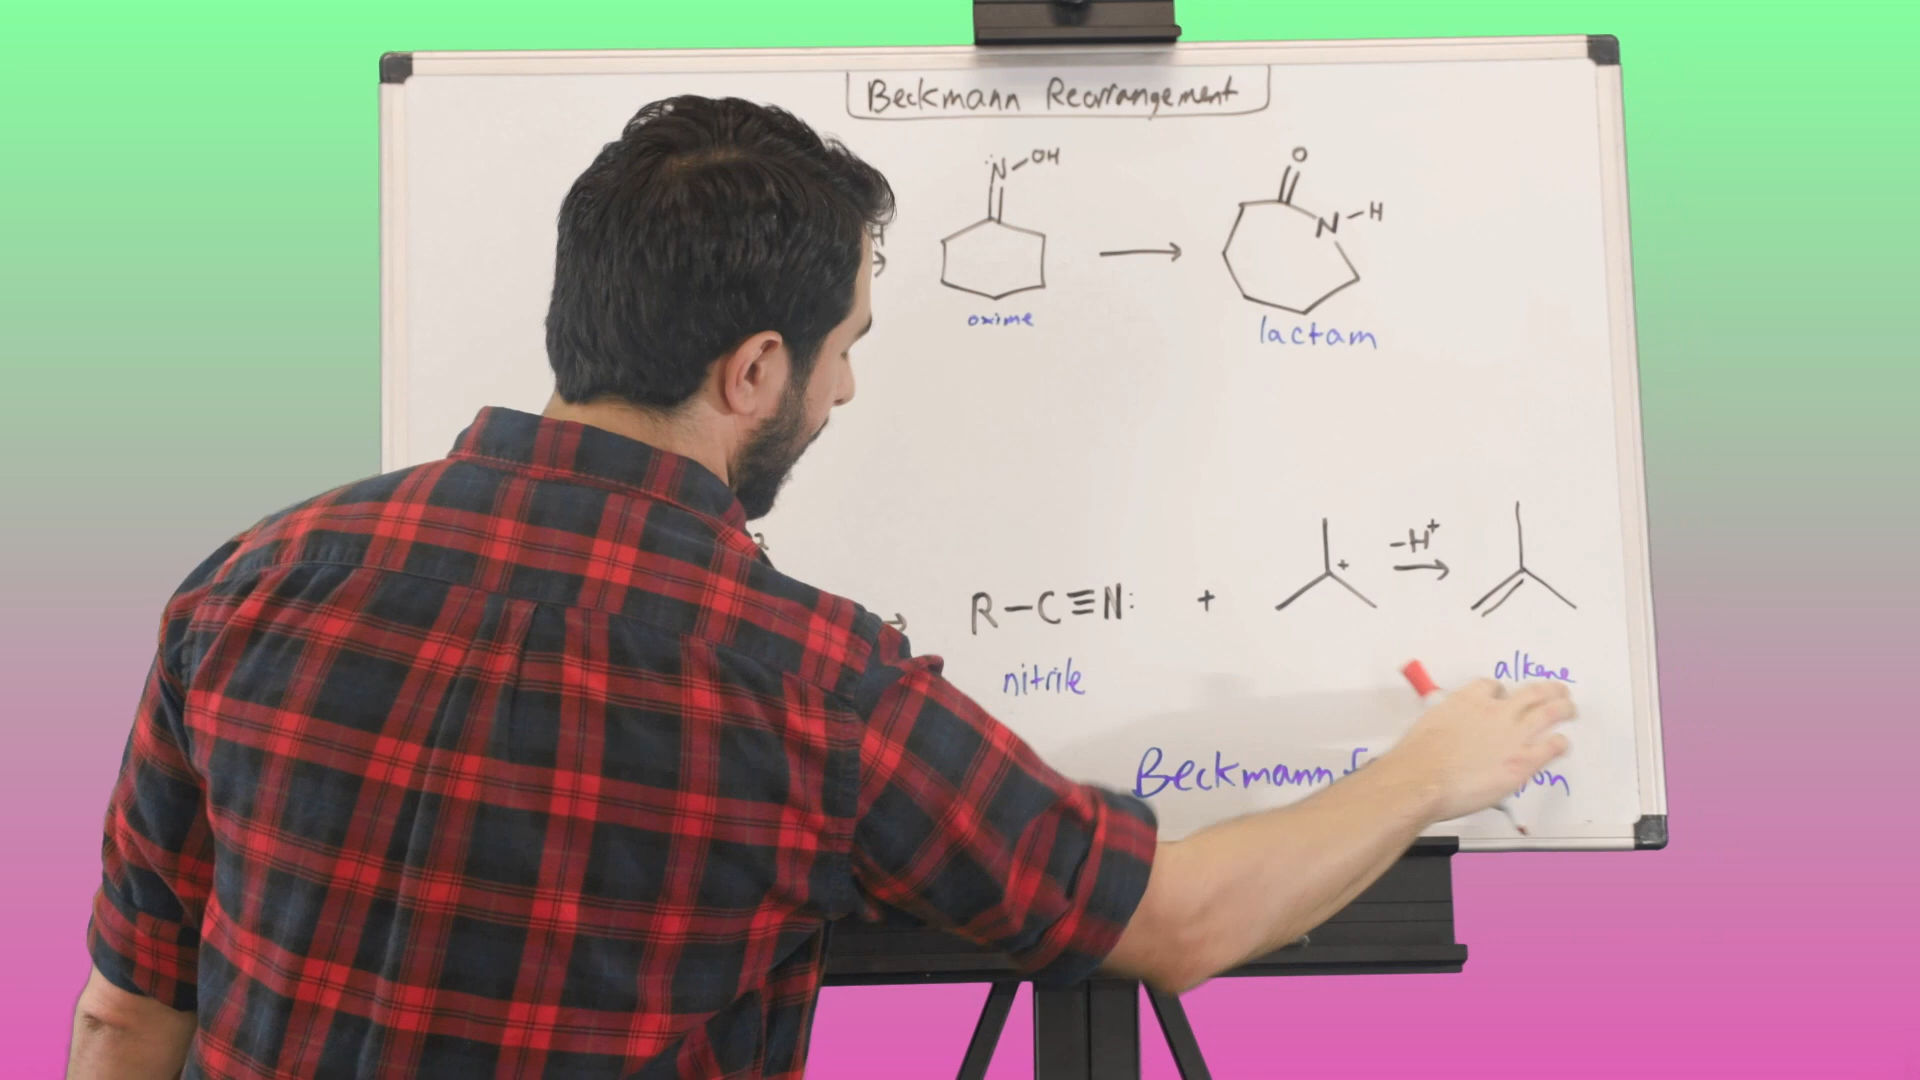 Beckmann Rearrangement
N OH
O
N H
H
oxime
lactam
-H⁺
R-C≡N: + +
nitrile
alkane
Beckmann